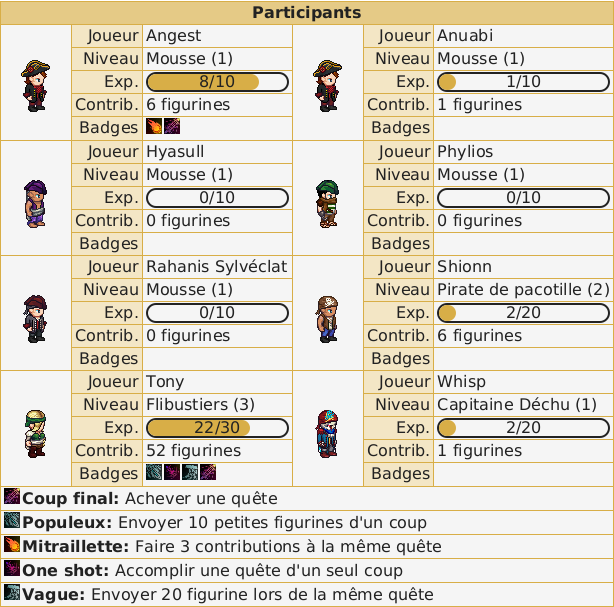 Participants
Joueur Angest
Niveau Mousse (1)
Exp. 8/10
Contrib. 6 figurines
Badges
Joueur Anuabi
Niveau Mousse (1)
Exp. 1/10
Contrib. 1 figurines
Badges
Joueur Hyasull
Niveau Mousse (1)
Exp. 0/10
Contrib. 0 figurines
Badges
Joueur Phylios
Niveau Mousse (1)
Exp. 0/10
Contrib. 0 figurines
Badges
Joueur Rahanis Sylvéclat
Niveau Mousse (1)
Exp. 0/10
Contrib. 0 figurines
Badges
Joueur Shionn
Niveau Pirate de pacotille (2)
Exp. 2/20
Contrib. 6 figurines
Badges
Joueur Tony
Niveau Flibustiers (3)
Exp. 22/30
Contrib. 52 figurines
Badges
Joueur Whisp
Niveau Capitaine Déchu (1)
Exp. 2/20
Contrib. 1 figurines
Badges
Coup final: Achever une quête
Populeux: Envoyer 10 petites figurines d'un coup
Mitraillette: Faire 3 contributions à la même quête
One shot: Accomplir une quête d'un seul coup
Vague: Envoyer 20 figurine lors de la même quête